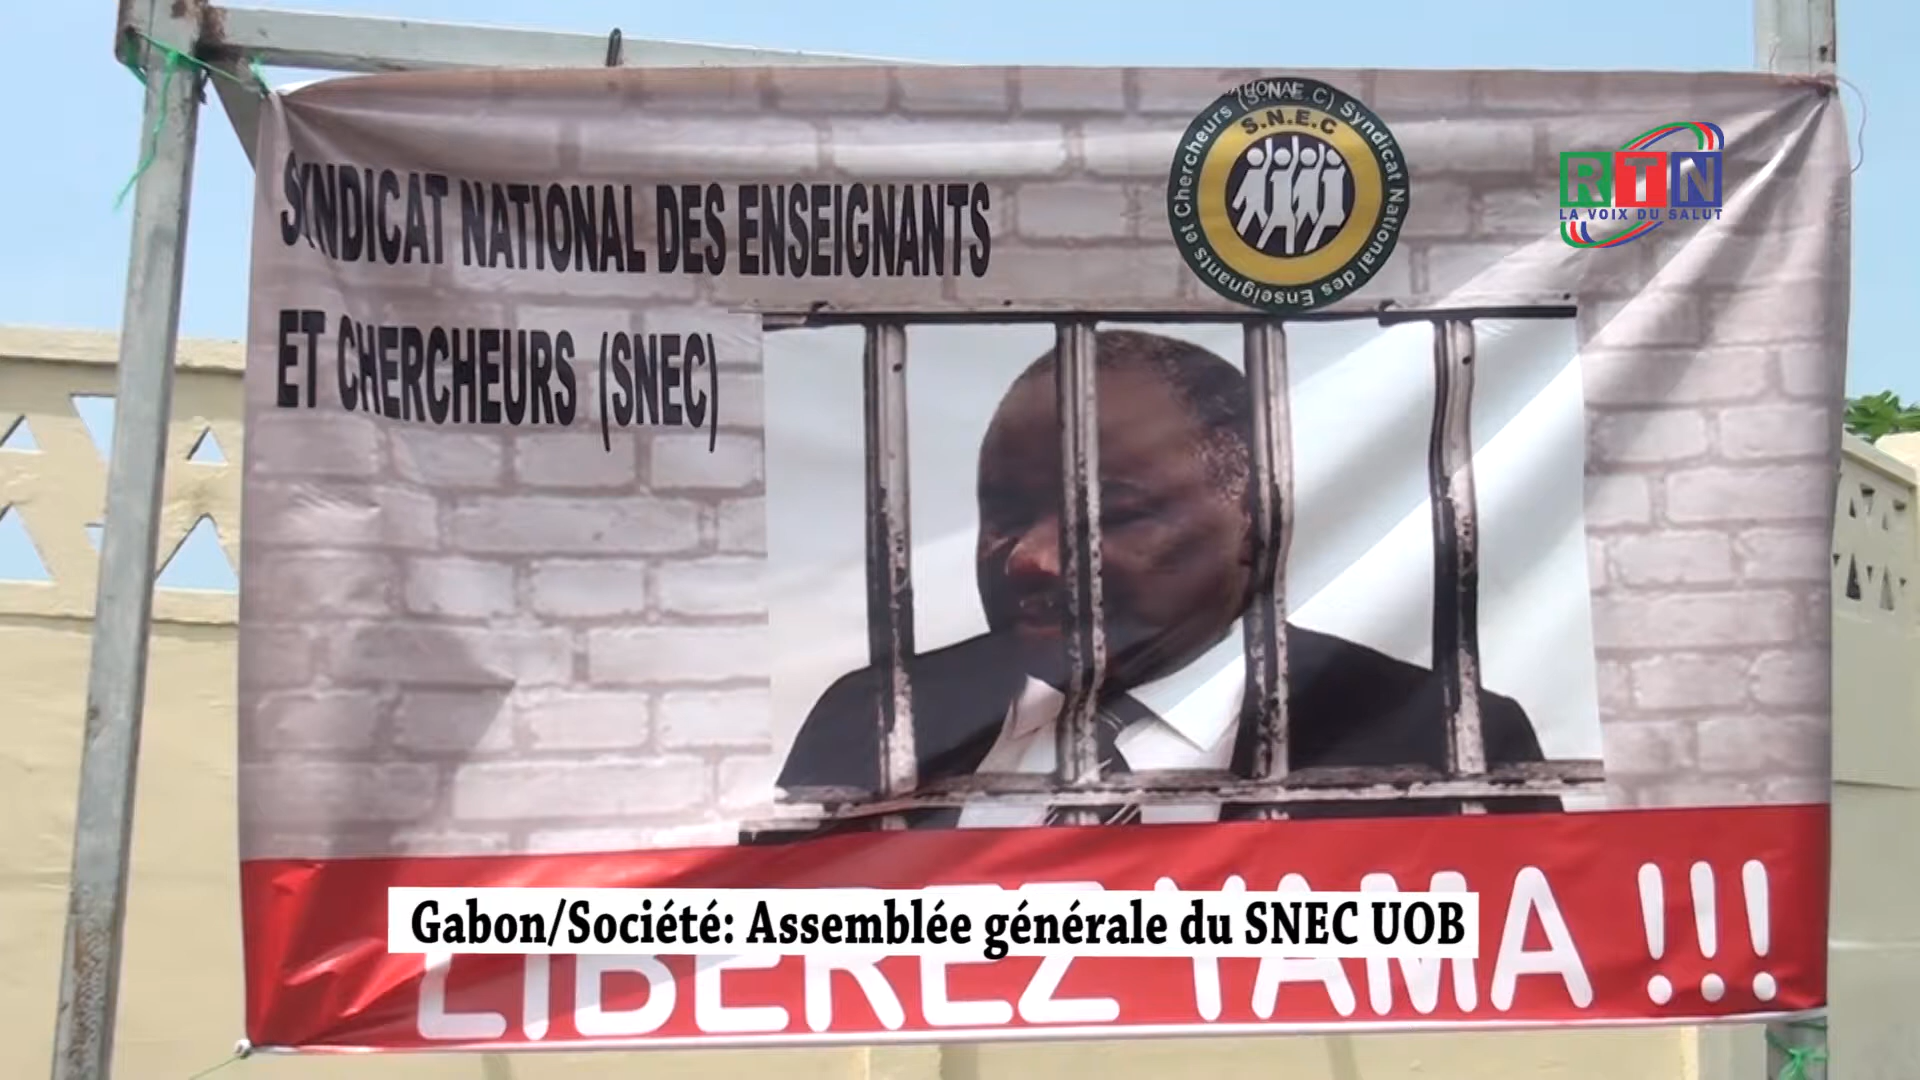 SYNDICAT NATIONAL DES ENSEIGNANTS
ET CHERCHEURS (SNEC)
(S.N.E.C) Syndicat National des Enseignants et Chercheurs
S.N.E.C
RTN
LA VOIX DU SALUT
LIBEREZ YAMA !!!
Gabon/Société: Assemblée générale du SNEC UOB